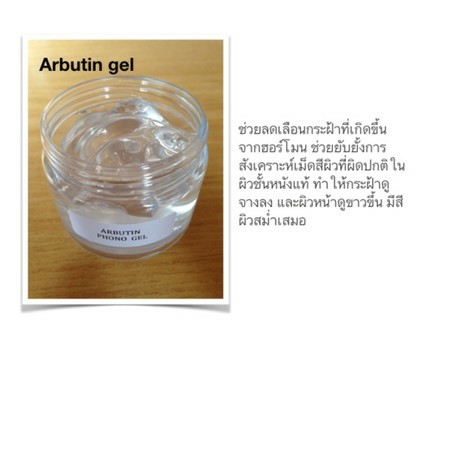 Arbutin gel
ARBUTIN
PHONO GEL
ช่วยลดเลือนกระฝ้าที่เกิดขึ้น
จากฮอร์โมน ช่วยยับยั้งการ
สังเคราะห์เม็ดสีผิวที่ผิดปกติ ใน
ผิวชั้นหนังแท้ ทำ ให้กระฝ้าดู
จางลง และผิวหน้าดูขาวขึ้น มีสี
ผิวสม่ำเสมอ